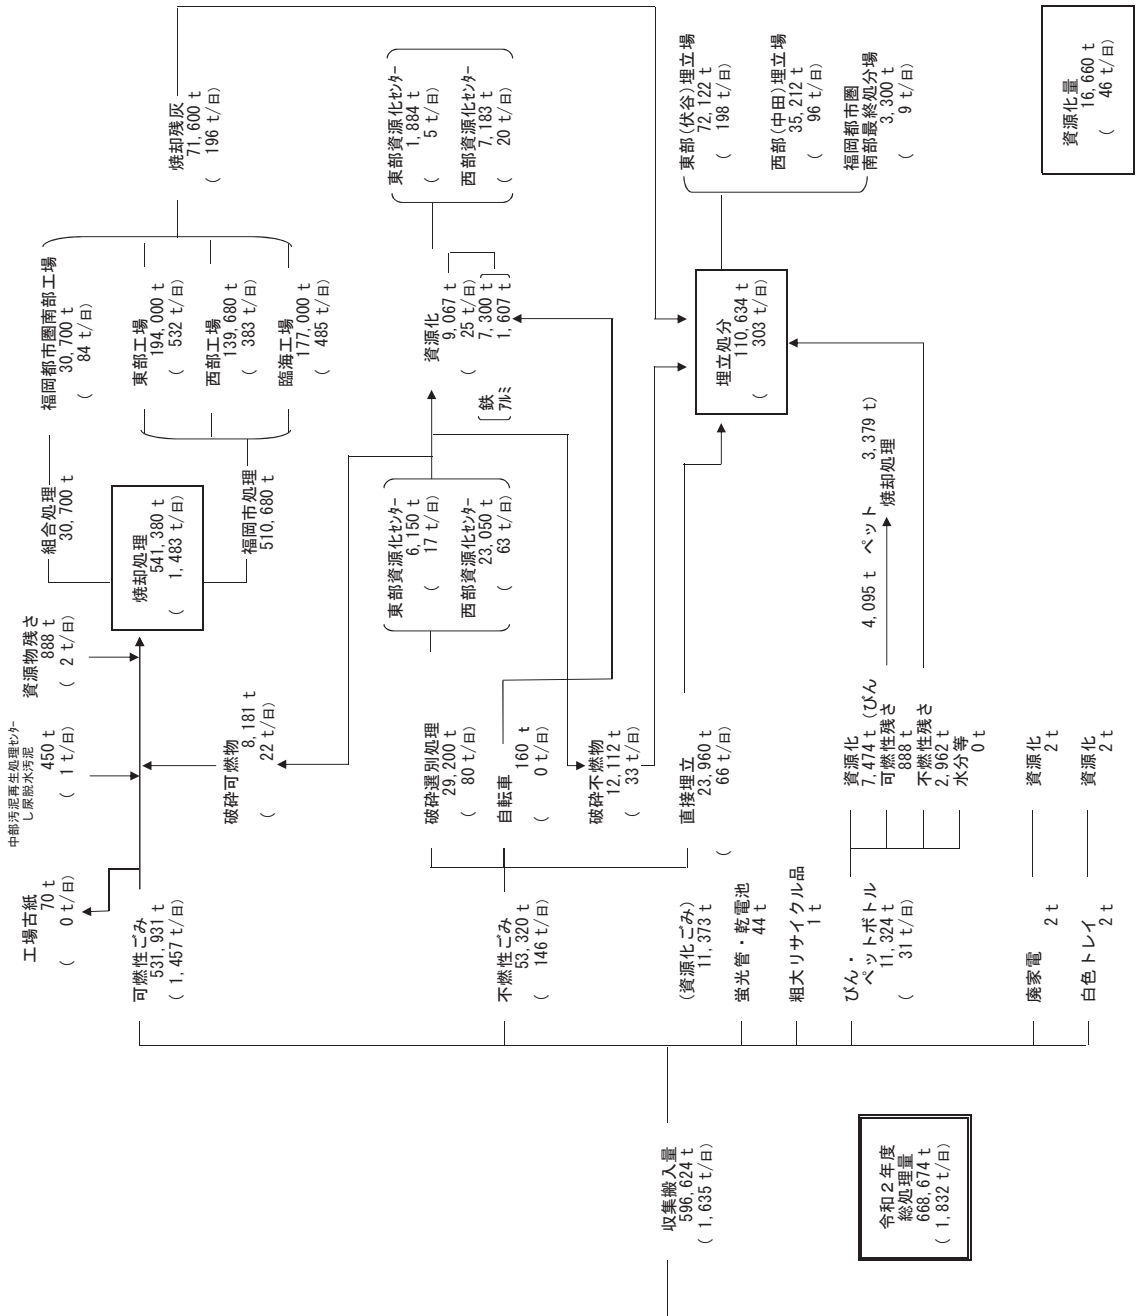 収集搬入量
596,624 t
( 1,635 t/日)
令和2年度
総処理量
668,674 t
( 1,832 t/日)
可燃性ごみ
531,931 t
( 1,457 t/日)
工場古紙
70 t
( 0 t/日)
中部汚泥再生処理センター
し尿脱水汚泥
450 t
( 1 t/日)
資源物残さ
888 t
( 2 t/日)
焼却処理
541,380 t
( 1,483 t/日)
組合処理
30,700 t
福岡市処理
510,680 t
福岡都市圏南部工場
30,700 t
( 84 t/日)
東部工場
194,000 t
( 532 t/日)
西部工場
139,680 t
( 383 t/日)
臨海工場
177,000 t
( 485 t/日)
焼却残灰
71,600 t
( 196 t/日)
破砕可燃物
8,181 t
( 22 t/日)
不燃性ごみ
53,320 t
( 146 t/日)
破砕選別処理
29,200 t
( 80 t/日)
自転車
160 t
( 0 t/日)
破砕不燃物
12,112 t
( 33 t/日)
直接埋立
23,960 t
( 66 t/日)
東部資源化センター
6,150 t
( 17 t/日)
西部資源化センター
23,050 t
( 63 t/日)
資源化
9,067 t
( 25 t/日)
鉄 7,300 t
アルミ 1,607 t
東部資源化センター
1,884 t
( 5 t/日)
西部資源化センター
7,183 t
( 20 t/日)
埋立処分
110,634 t
( 303 t/日)
東部(伏谷)埋立場
72,122 t
( 198 t/日)
西部(中田)埋立場
35,212 t
( 96 t/日)
福岡都市圏
南部最終処分場
3,300 t
( 9 t/日)
(資源化ごみ)
11,373 t
蛍光管・乾電池
44 t
粗大リサイクル品
1 t
びん・
ペットボトル
11,324 t
( 31 t/日)
資源化
7,474 t (びん 4,095 t ペット 3,379 t)
可燃性残さ
888 t
焼却処理
不燃性残さ
2,962 t
水分等
0 t
廃家電
2 t
資源化
2 t
白色トレイ
2 t
資源化
2 t
資源化量
16,660 t
( 46 t/日)